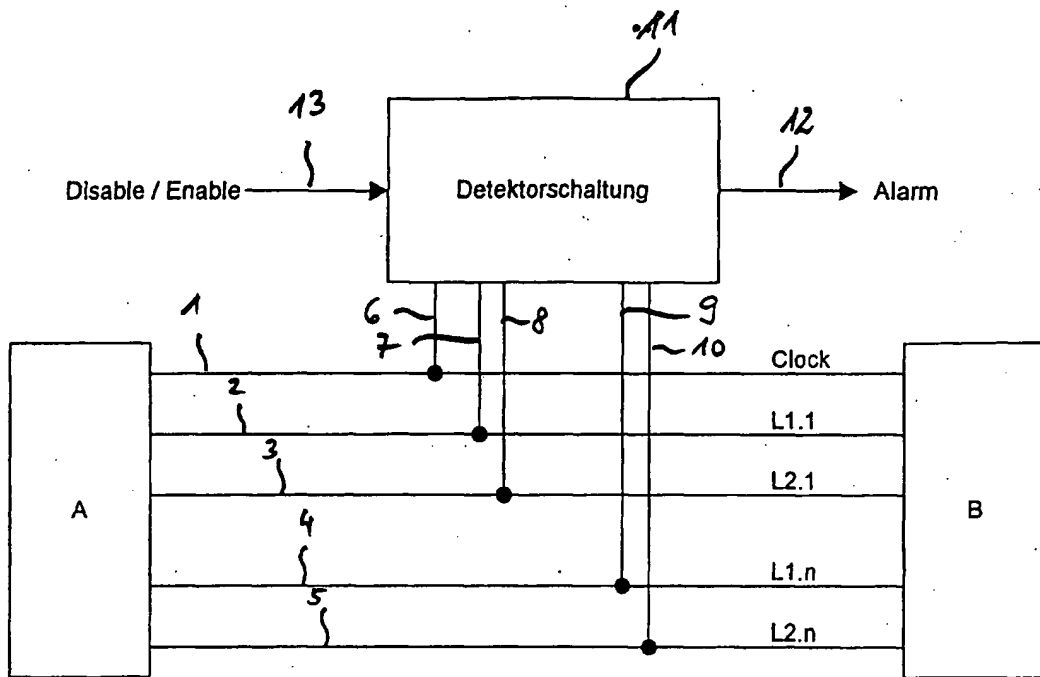 11
13
12
Disable / Enable
Detektorschaltung
Alarm
6
7
8
9
10
1
Clock
2
L1.1
3
L2.1
A
B
4
L1.n
5
L2.n